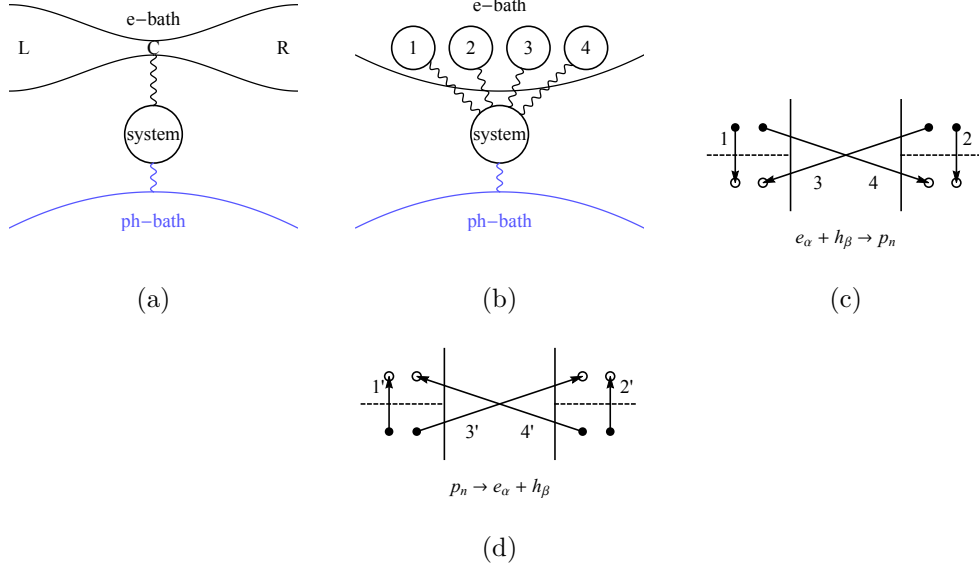 e−bath
L
C
R
system
ph−bath
(a)
e−bath
1 2 3 4
system
ph−bath
(b)
1 2
3 4
e_α + h_β → p_n
(c)
1' 2'
3' 4'
p_n → e_α + h_β
(d)